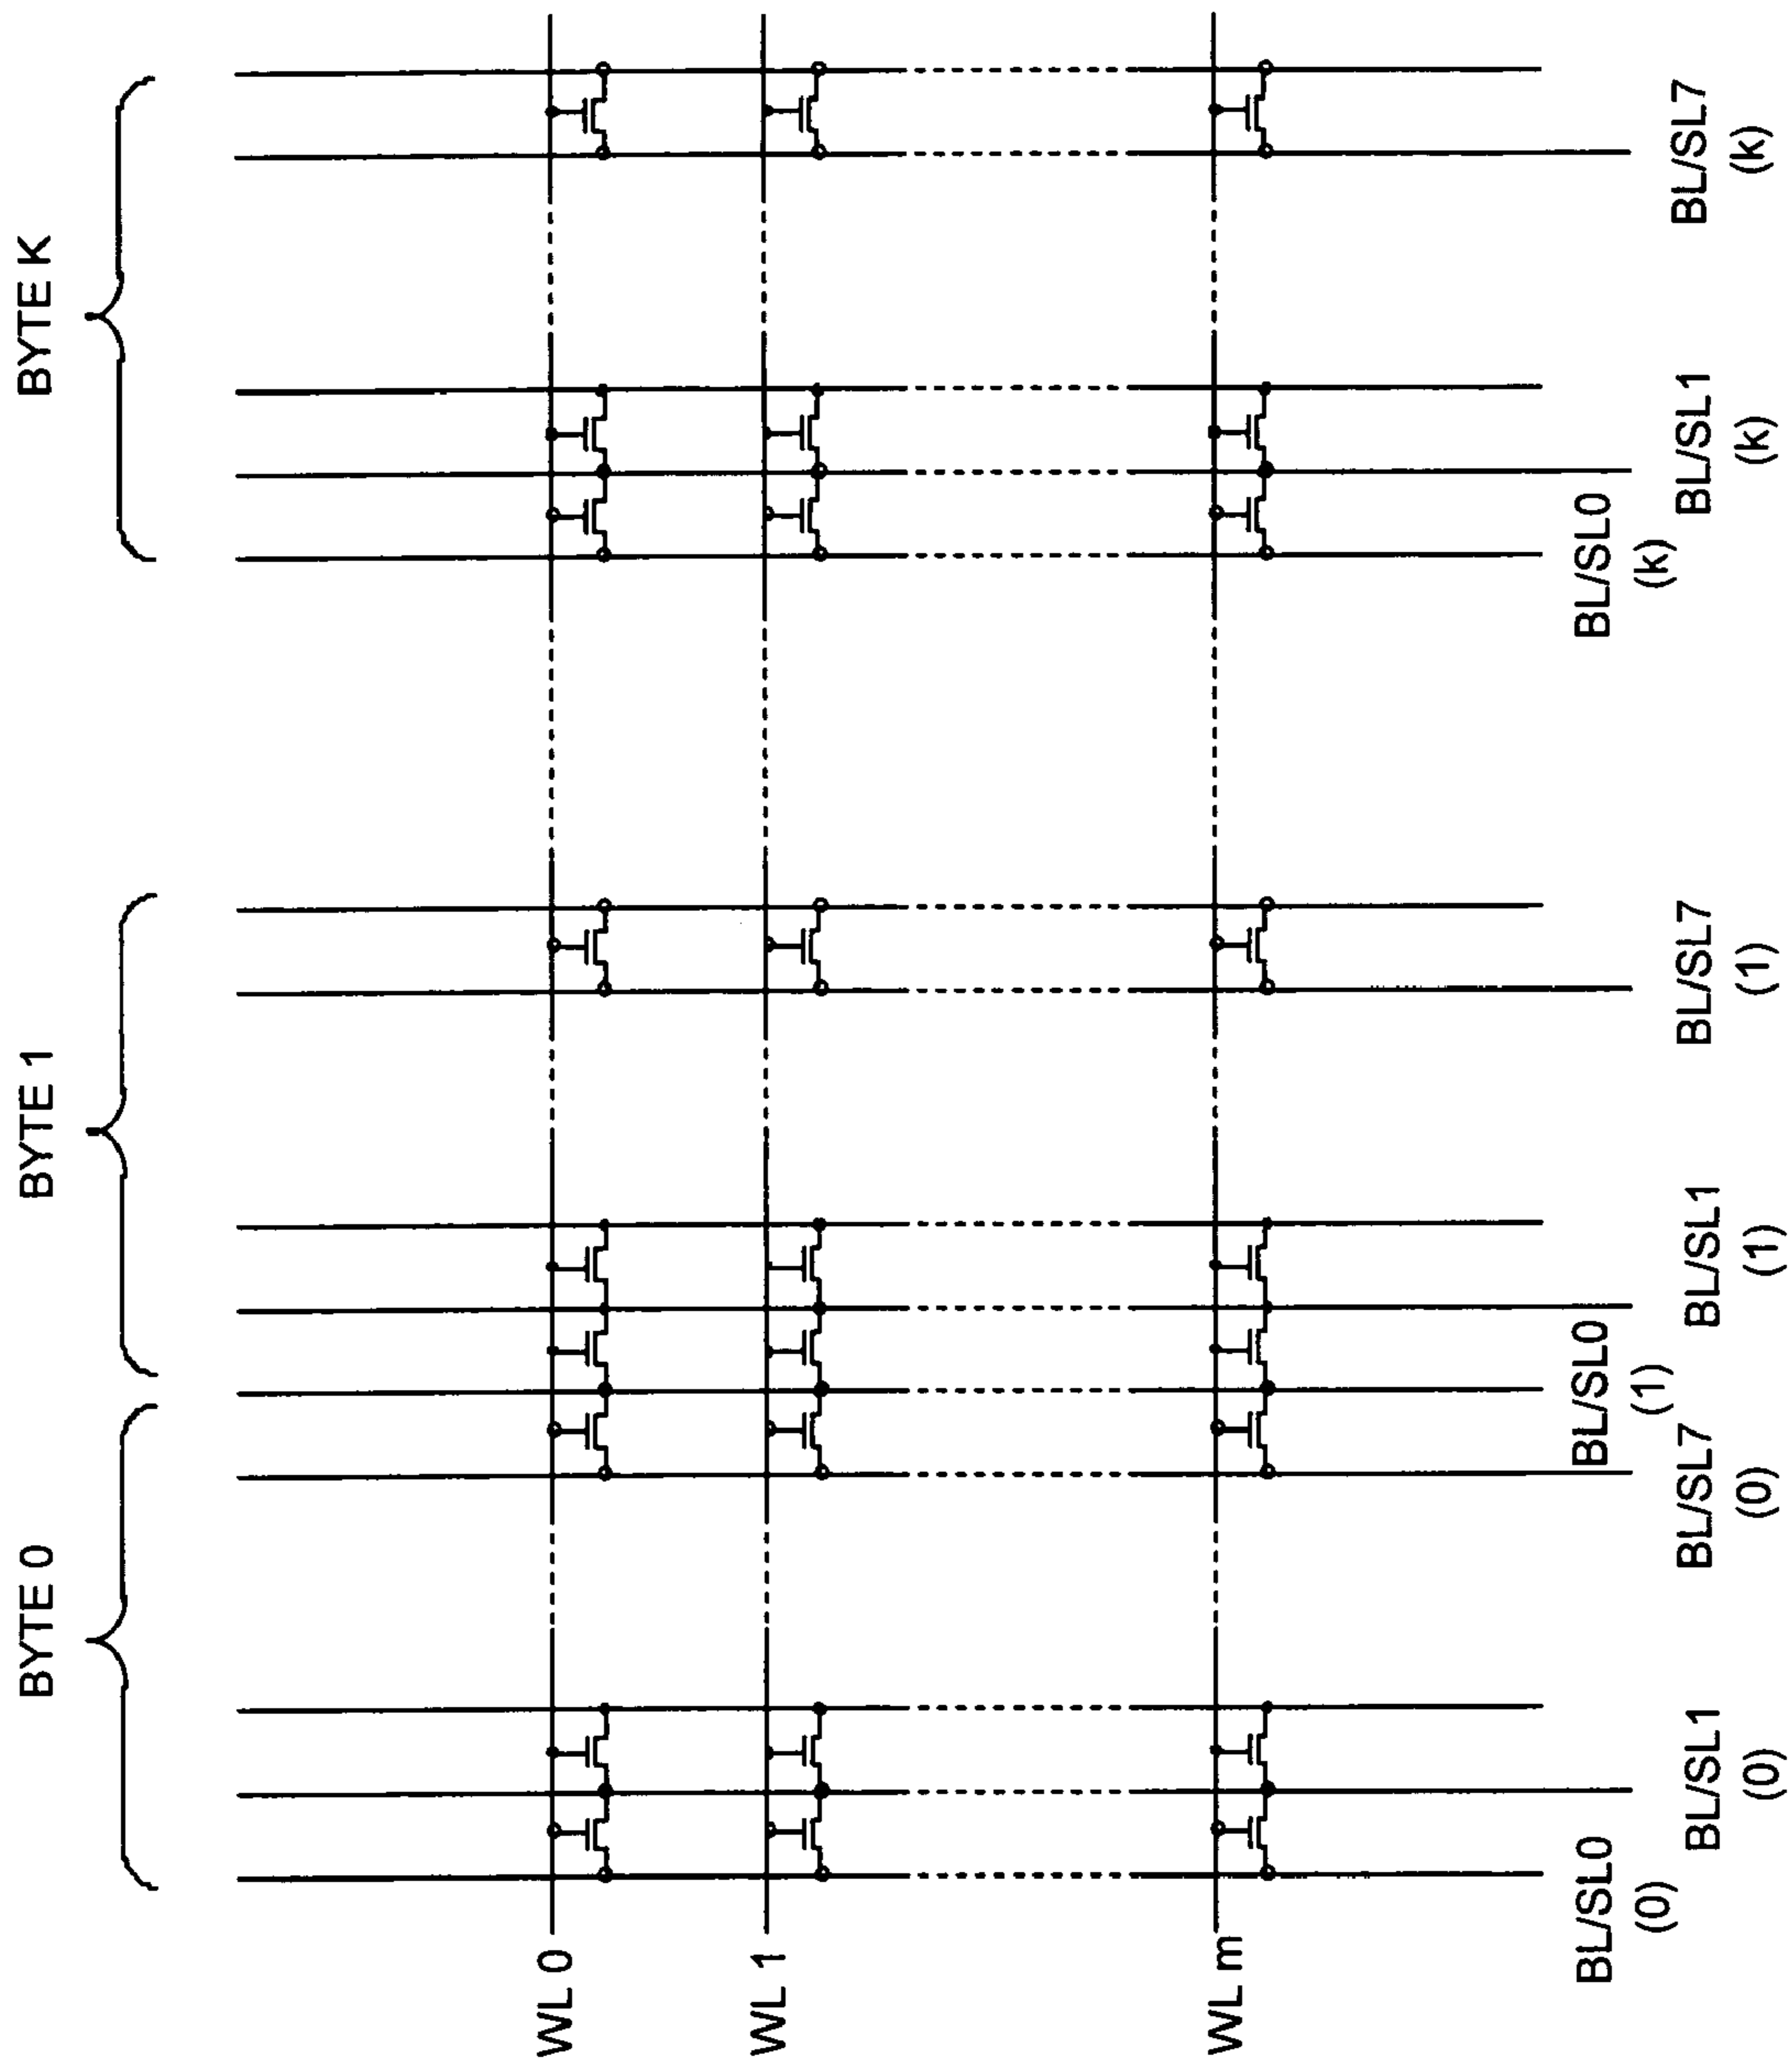 BYTE 0
BYTE 1
BYTE K
WL 0
WL 1
WL m
BL/SL0
(0)
BL/SL1
(0)
BL/SL7
(0)
BL/SL0
(1)
BL/SL1
(1)
BL/SL7
(1)
BL/SL0
(k)
BL/SL1
(k)
BL/SL7
(k)